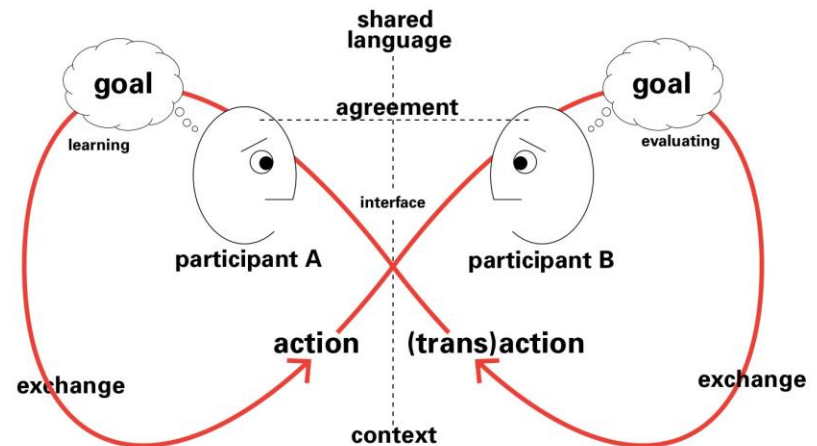 shared
language
goal
goal
agreement
learning
evaluating
interface
participant A
participant B
action
(trans)action
exchange
exchange
context